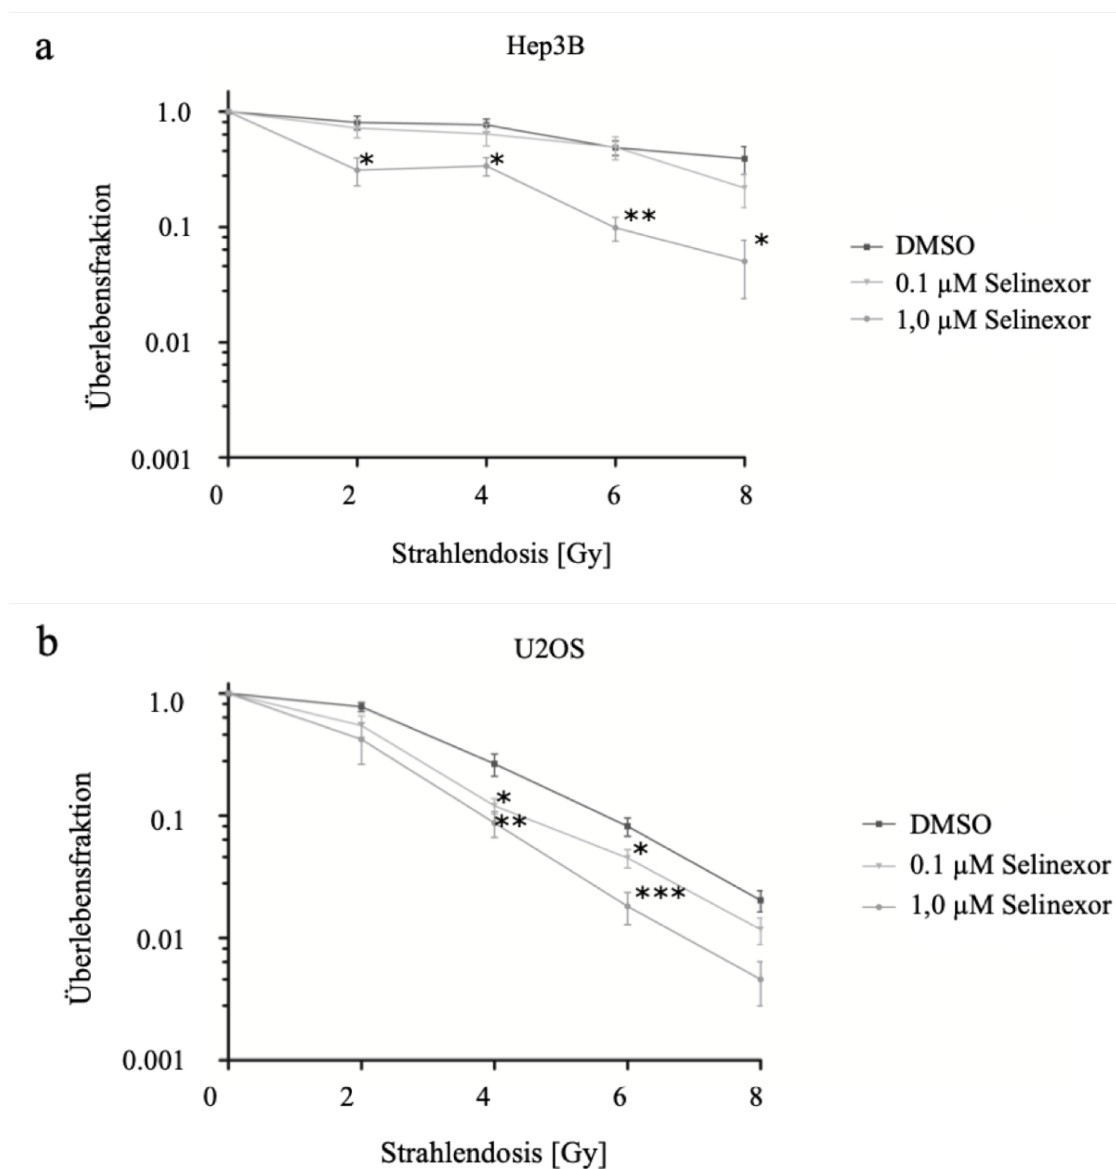 a
Hep3B
1.0
0.1
0.01
0.001
Überlebensfraktion
*
*
**
*
0
2
4
6
8
Strahlendosis [Gy]
DMSO
0.1 µM Selinexor
1,0 µM Selinexor
b
U2OS
1.0
0.1
0.01
0.001
Überlebensfraktion
*
**
*
***
0
2
4
6
8
Strahlendosis [Gy]
DMSO
0.1 µM Selinexor
1,0 µM Selinexor